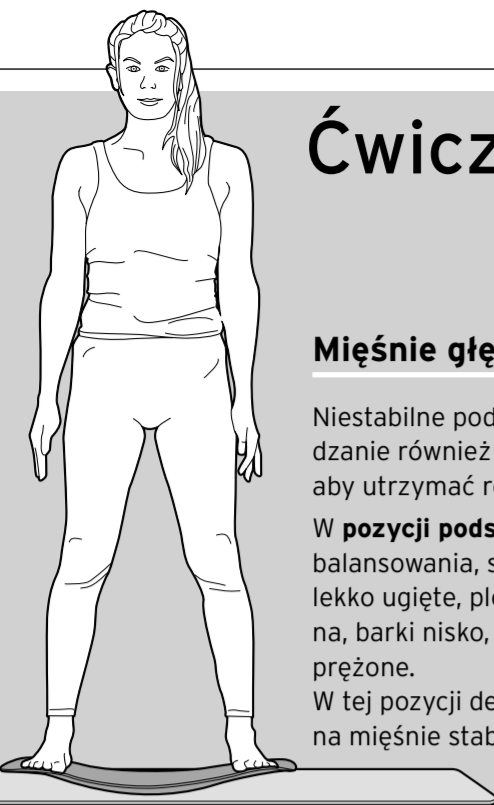 Ćwicz
Mięśnie głę
Niestabilne pod
dzanie również
aby utrzymać r
W pozycji pods
balansowania, s
lekko ugięte, pl
na, barki nisko,
prężone.
W tej pozycji de
na mięśnie stab